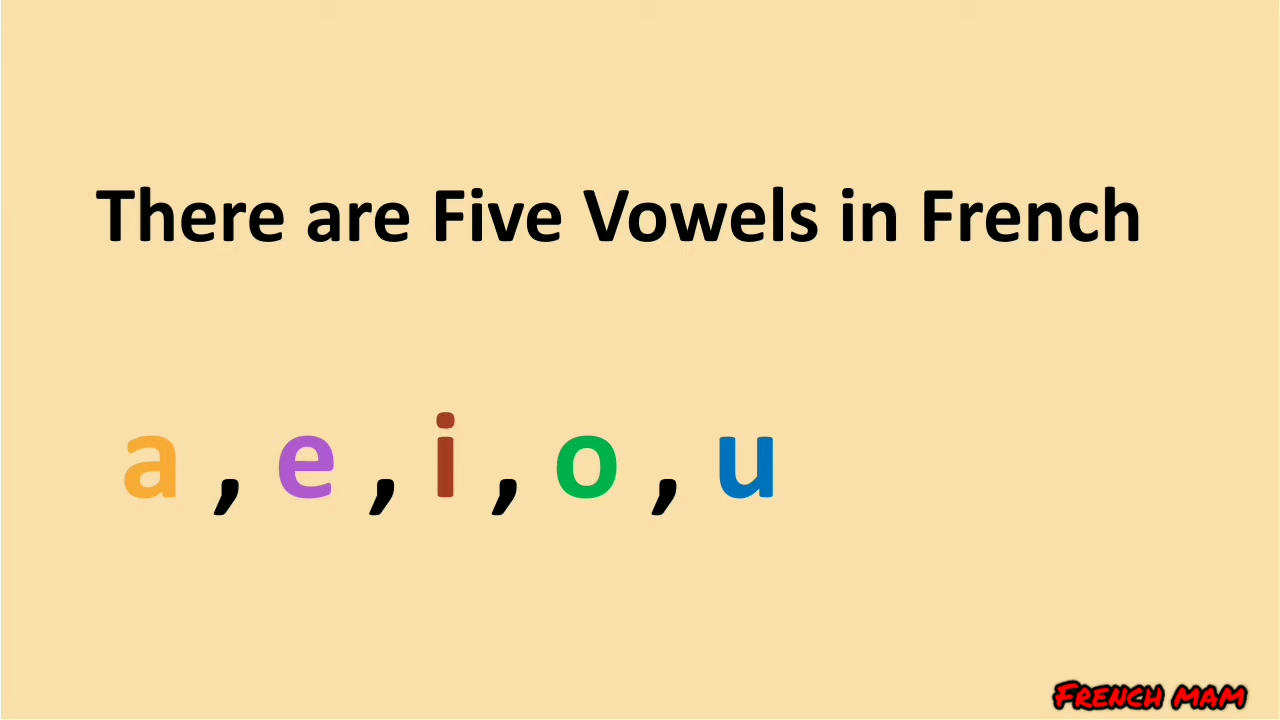 There are Five Vowels in French
a , e , i , o , u
French mam